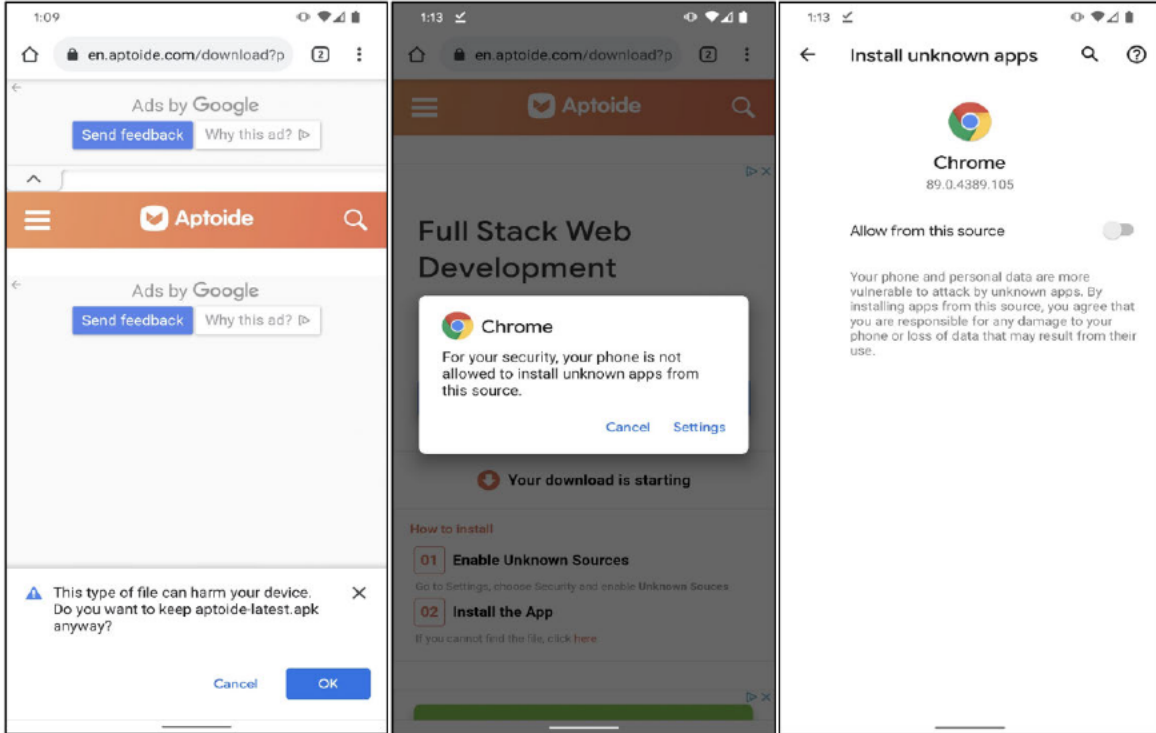 1:09
en.aptoide.com/download?p
2
Ads by Google
Send feedback
Why this ad?
Aptoide
Ads by Google
Send feedback
Why this ad?
This type of file can harm your device.
Do you want to keep aptoide-latest.apk
anyway?
Cancel
OK
1:13
en.aptoide.com/download?p
2
Aptoide
Full Stack Web
Development
Chrome
For your security, your phone is not
allowed to install unknown apps from
this source.
Cancel
Settings
Your download is starting
How to install
01 Enable Unknown Sources
Go to Settings, choose Security and enable Unknown Souces
02 Install the App
If you cannot find the file, click here.
1:13
Install unknown apps
Chrome
89.0.4389.105
Allow from this source
Your phone and personal data are more
vulnerable to attack by unknown apps. By
installing apps from this source, you agree that
you are responsible for any damage to your
phone or loss of data that may result from their
use.